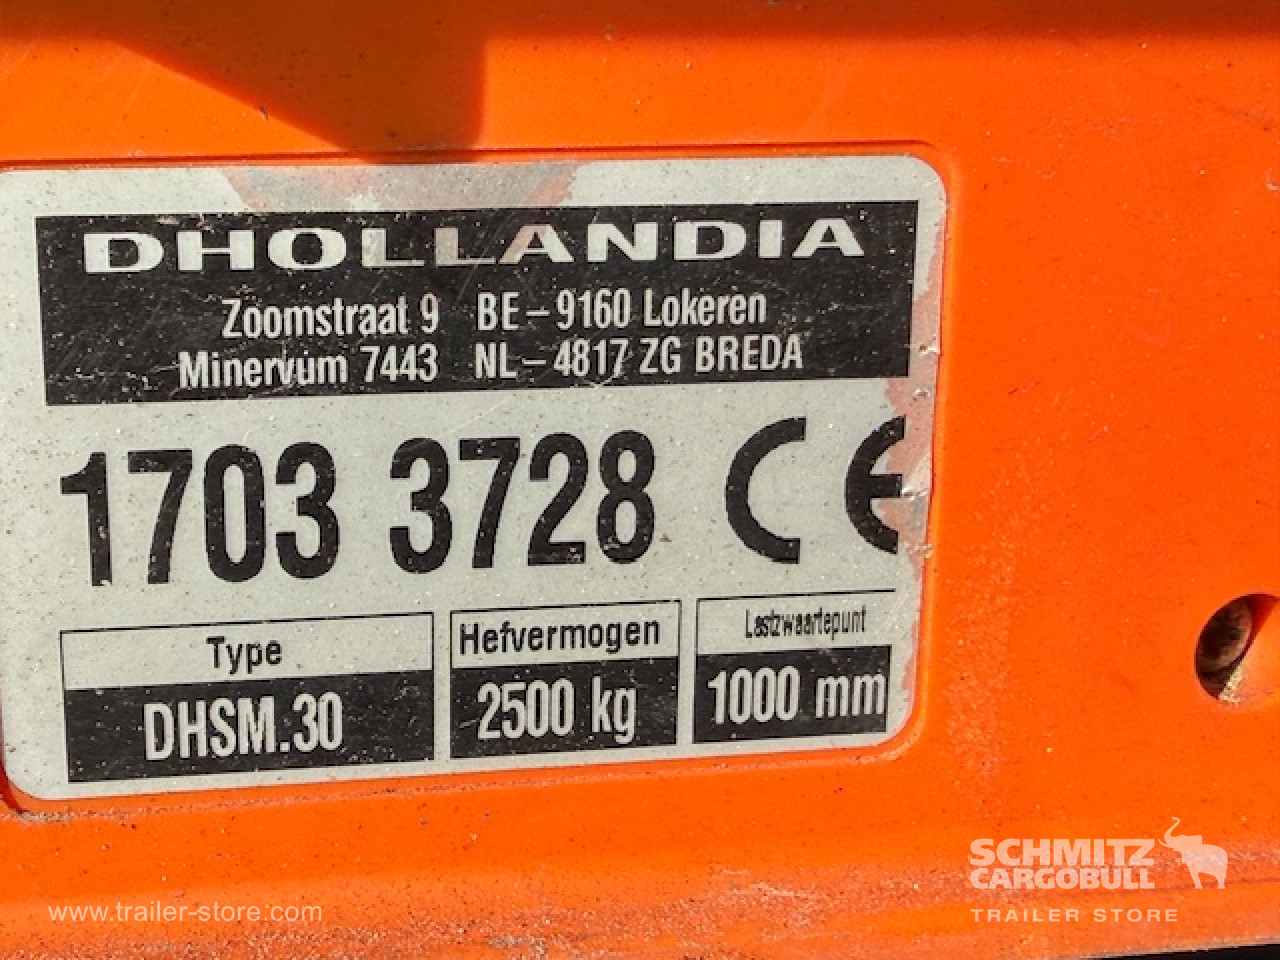 DHOLLANDIA
Zoomstraat 9 BE-9160 Lokeren
Minervum 7443 NL-4817 ZG BREDA
1703 3728 CE
Type Hefvermogen Lastzwaartepunt
DHSM.30 2500 kg 1000 mm
SCHMITZ
CARGOBULL
TRAILER STORE
www.trailer-store.com